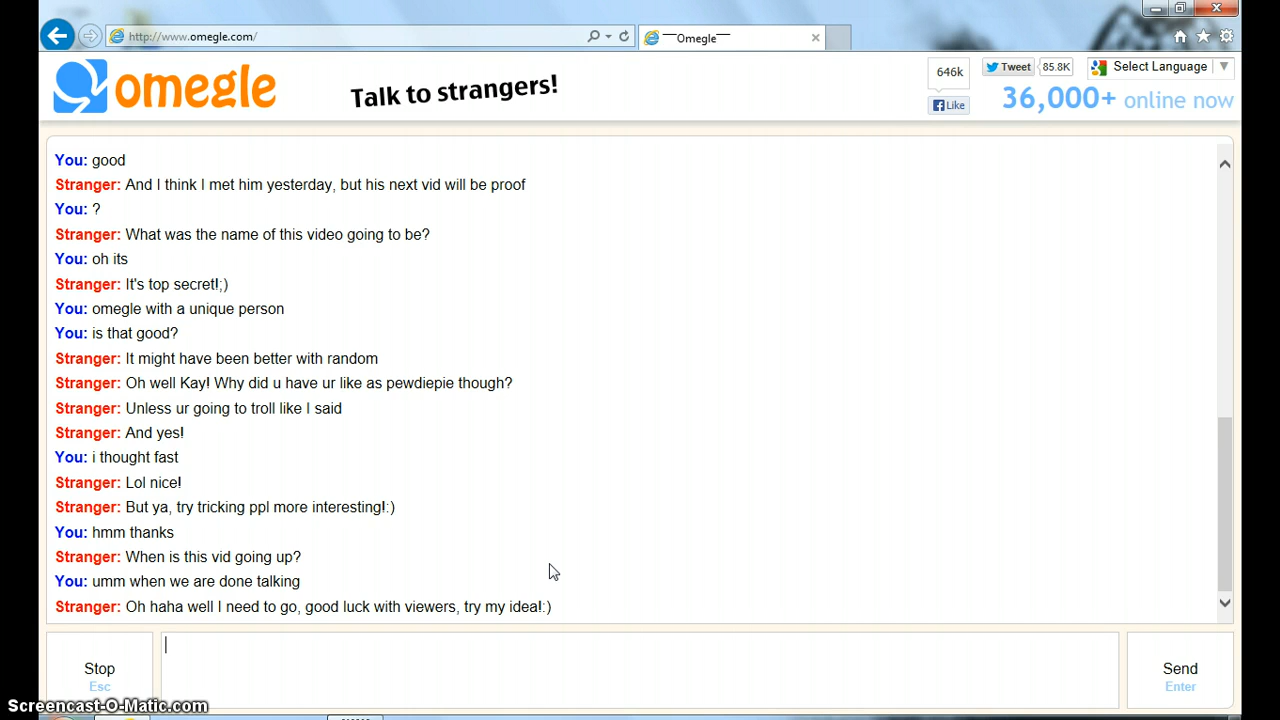 http://www.omegle.com/
Omegle
omegle
Talk to strangers!
646k
Like
Tweet
85.8K
Select Language
36,000+ online now
You: good
Stranger: And I think I met him yesterday, but his next vid will be proof
You: ?
Stranger: What was the name of this video going to be?
You: oh its
Stranger: It's top secret!;)
You: omegle with a unique person
You: is that good?
Stranger: It might have been better with random
Stranger: Oh well Kay! Why did u have ur like as pewdiepie though?
Stranger: Unless ur going to troll like I said
Stranger: And yes!
You: i thought fast
Stranger: Lol nice!
Stranger: But ya, try tricking ppl more interesting!:)
You: hmm thanks
Stranger: When is this vid going up?
You: umm when we are done talking
Stranger: Oh haha well I need to go, good luck with viewers, try my idea!:)
Stop
Esc
Send
Enter
Screencast-O-Matic.com